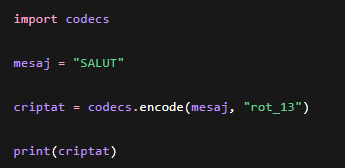 import codecs
mesaj = "SALUT"
criptat = codecs.encode(mesaj, "rot_13")
print(criptat)